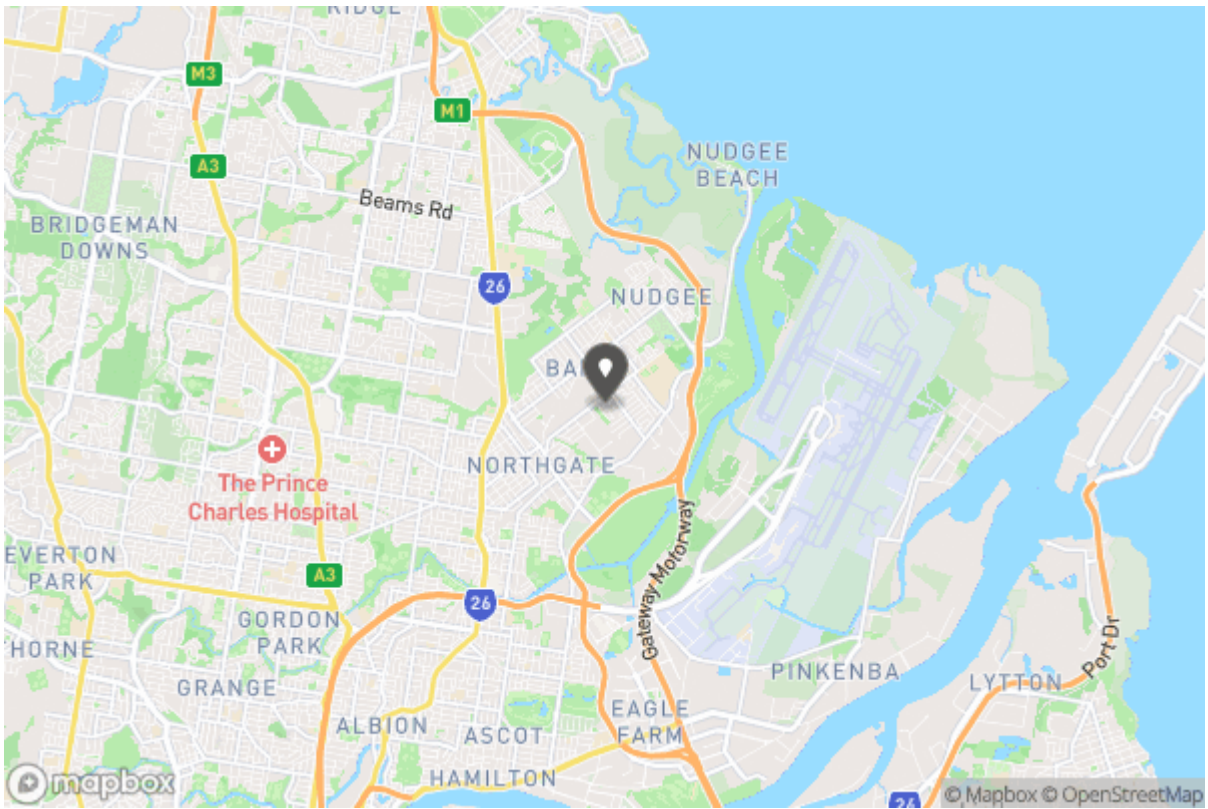 RIDGE
M3
M1
A3
NUDGEE
BEACH
Beams Rd
BRIDGEMAN
DOWNS
26
NUDGEE
BA
NORTHGATE
The Prince
Charles Hospital
Gateway Motorway
EVERTON
PARK
A3
26
GORDON
PARK
THORNE
GRANGE
PINKENBA
LYTTON
Port Dr
ALBION
ASCOT
EAGLE
FARM
HAMILTON
26
mapbox
© Mapbox © OpenStreetMap